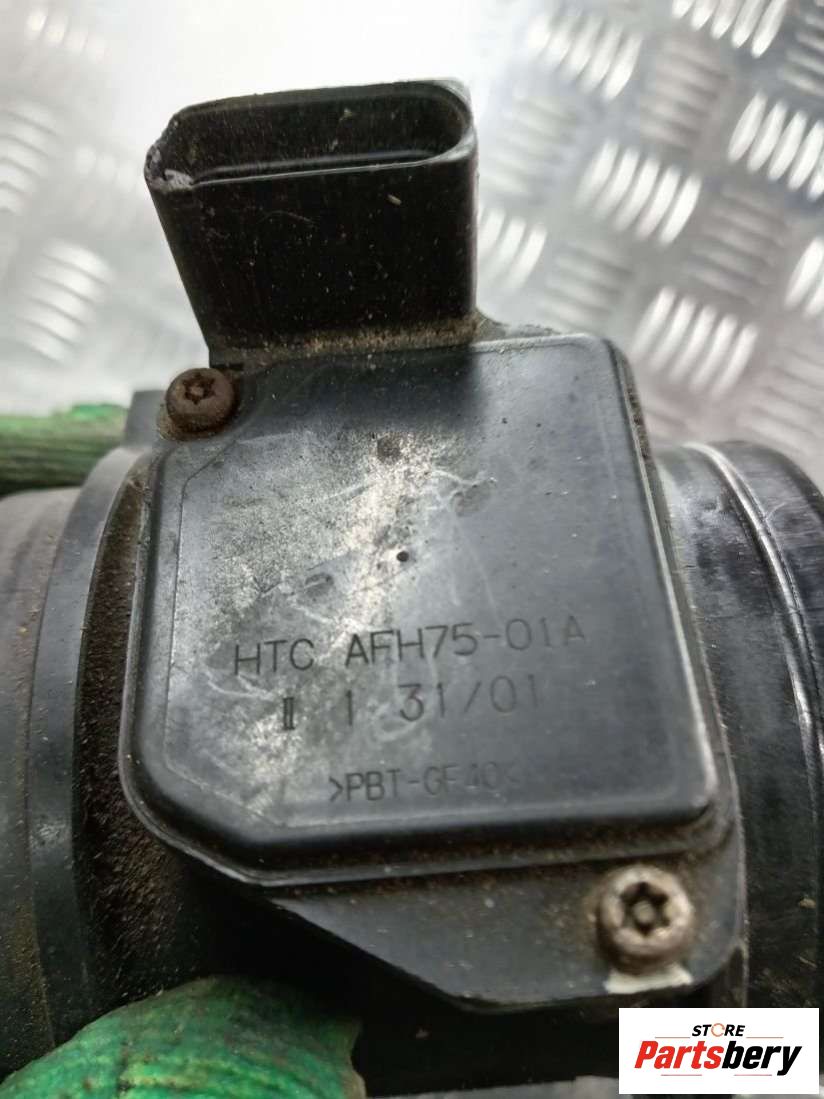 HTC AFH75-01A
II 1 31/01
>PBT-GF40<
STORE
Partsbery